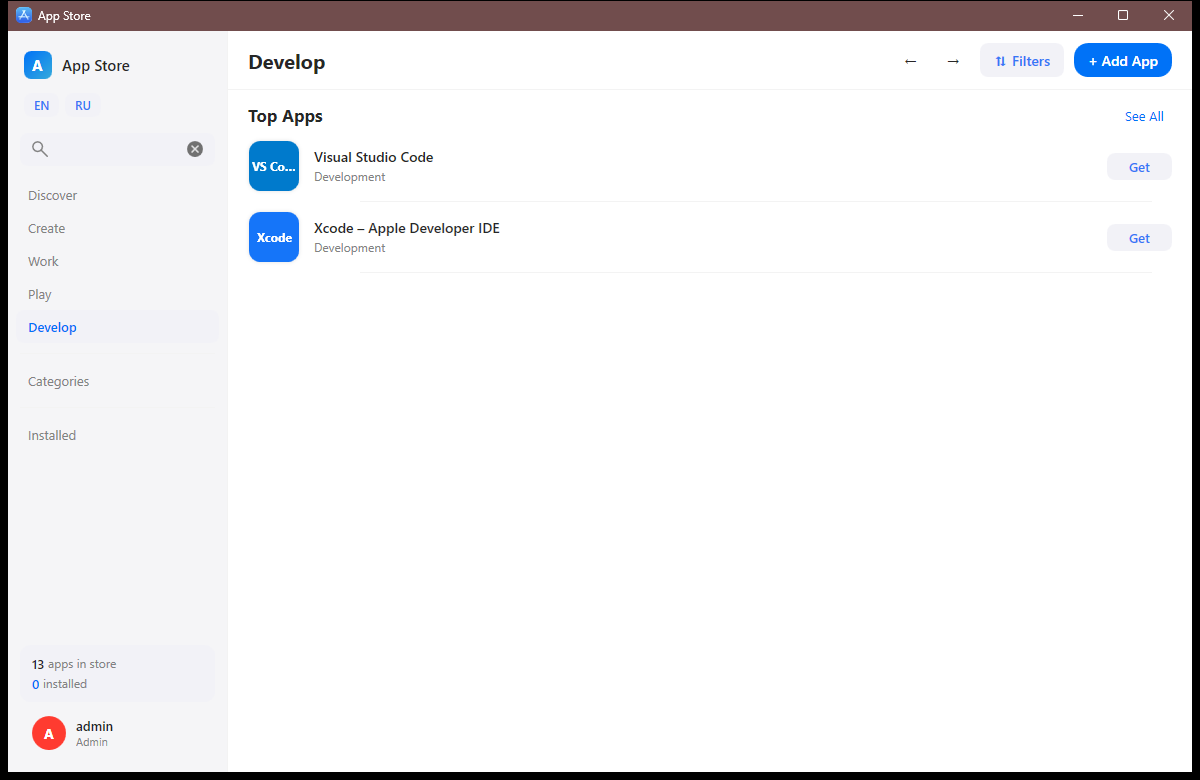 App Store
A App Store
EN RU
Discover
Create
Work
Play
Develop
Categories
Installed
13 apps in store
0 installed
A
admin
Admin
Develop
← → ⇅ Filters + Add App
Top Apps See All
VS Co...
Visual Studio Code
Development
Get
Xcode
Xcode – Apple Developer IDE
Development
Get